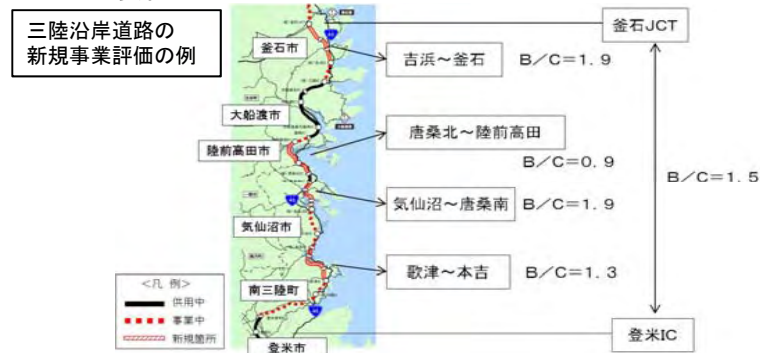 三陸沿岸道路の
新規事業評価の例
釜石JCT
釜石市
吉浜~釜石 B/C=1.9
大船渡市
唐桑北~陸前高田
陸前高田市
B/C=0.9
B/C=1.5
気仙沼~唐桑南 B/C=1.9
気仙沼市
歌津~本吉 B/C=1.3
<凡 例>
供用中
事業中
新規箇所
南三陸町
登米市
登米IC
45
45
45